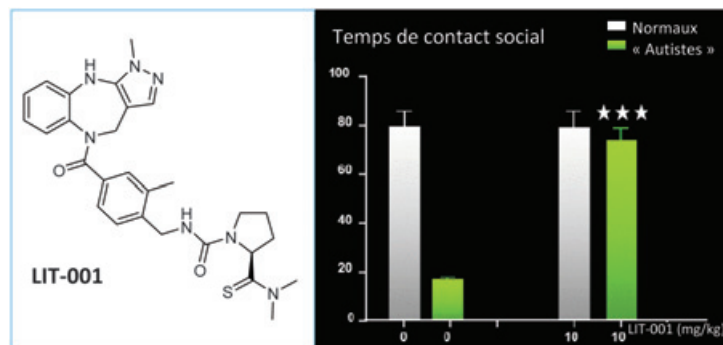 N
N
HN
N
O
H
N
N
O
S
N
LIT-001
Temps de contact social
Normaux
« Autistes »
100
80
60
40
20
0
★★★
0 0 10 10
LIT-001 (mg/kg)